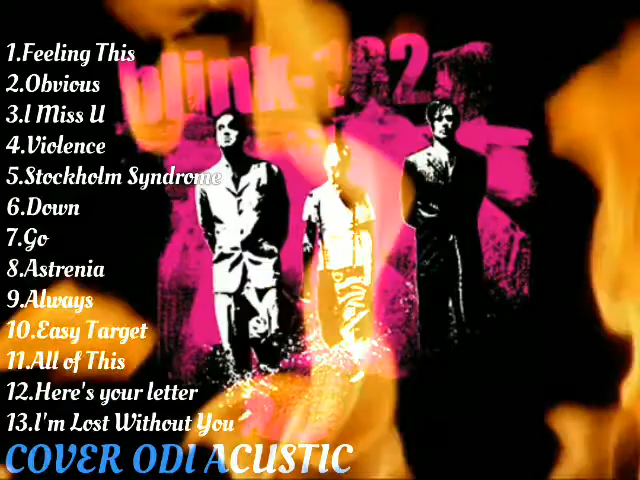 blink-182
1.Feeling This
2.Obvious
3.I Miss U
4.Violence
5.Stockholm Syndrome
6.Down
7.Go
8.Astrenia
9.Always
10.Easy Target
11.All of This
12.Here's your letter
13.I'm Lost Without You
COVER ODI ACUSTIC